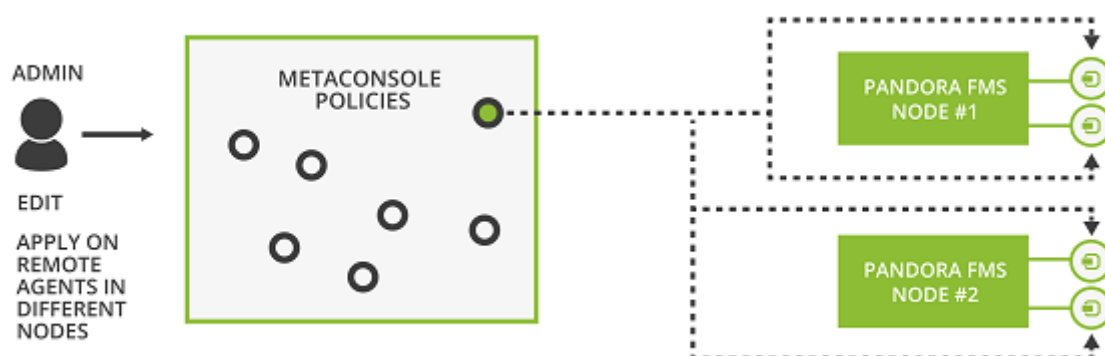 ADMIN
EDIT
APPLY ON
REMOTE
AGENTS IN
DIFFERENT
NODES
METACONSOLE
POLICIES
PANDORA FMS
NODE #1
PANDORA FMS
NODE #2